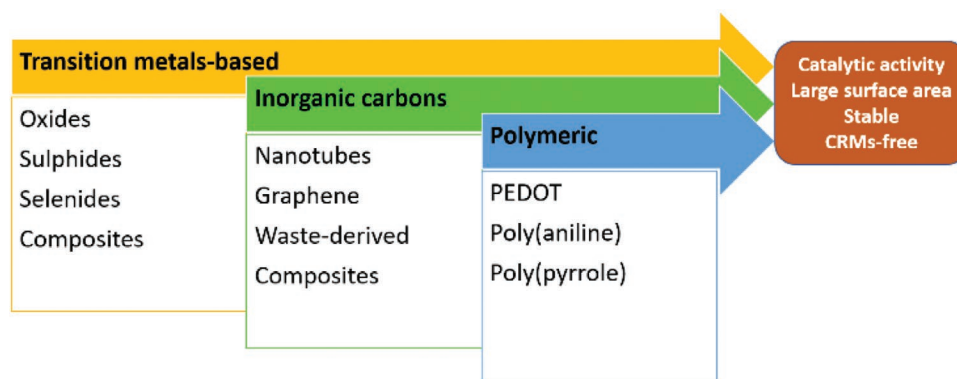 Transition metals-based
Oxides
Sulphides
Selenides
Composites
Inorganic carbons
Nanotubes
Graphene
Waste-derived
Composites
Polymeric
PEDOT
Poly(aniline)
Poly(pyrrole)
Catalytic activity
Large surface area
Stable
CRMs-free